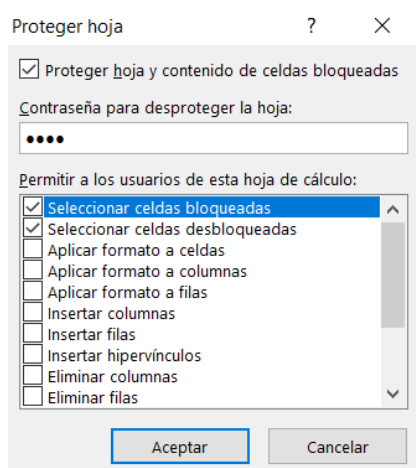 Proteger hoja ?
Proteger hoja y contenido de celdas bloqueadas
Contraseña para desproteger la hoja:
••••
Permitir a los usuarios de esta hoja de cálculo:
Seleccionar celdas bloqueadas
Seleccionar celdas desbloqueadas
Aplicar formato a celdas
Aplicar formato a columnas
Aplicar formato a filas
Insertar columnas
Insertar filas
Insertar hipervínculos
Eliminar columnas
Eliminar filas
Aceptar Cancelar